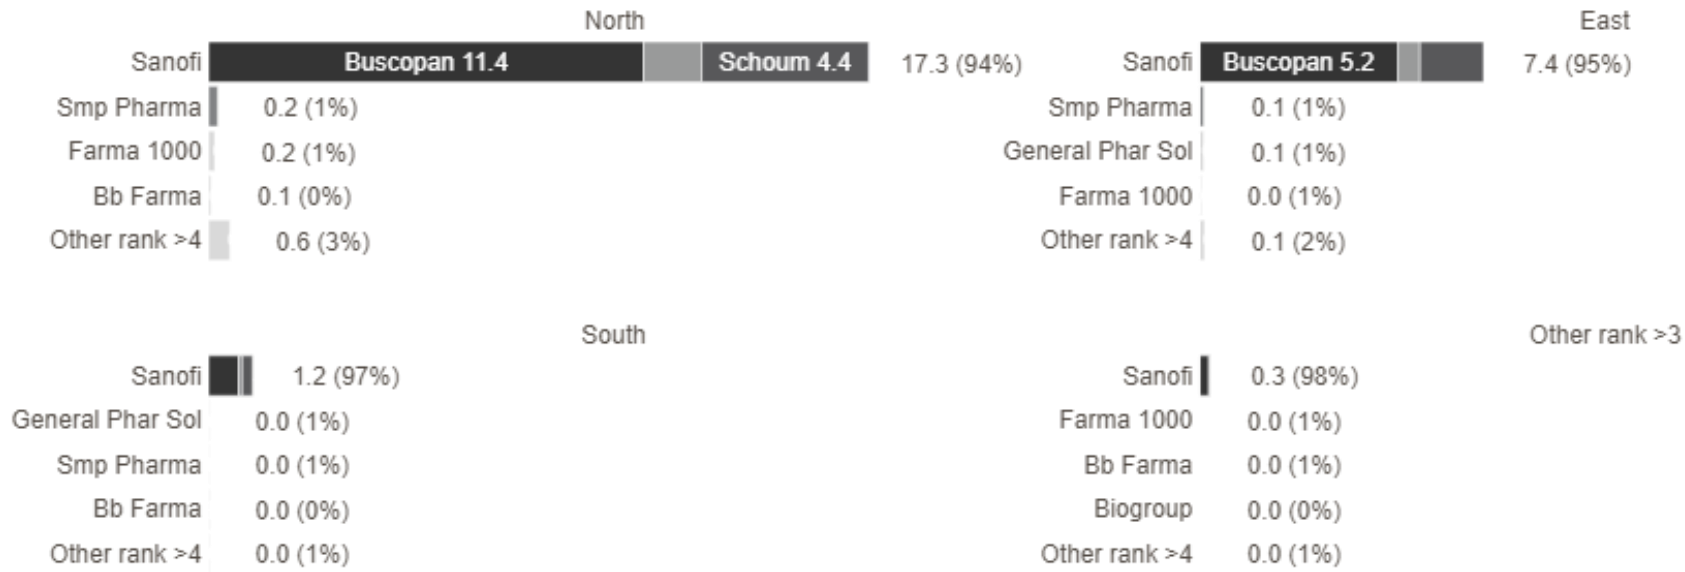 North
Sanofi Buscopan 11.4 Schoum 4.4 17.3 (94%)
Smp Pharma 0.2 (1%)
Farma 1000 0.2 (1%)
Bb Farma 0.1 (0%)
Other rank >4 0.6 (3%)
East
Sanofi Buscopan 5.2 7.4 (95%)
Smp Pharma 0.1 (1%)
General Phar Sol 0.1 (1%)
Farma 1000 0.0 (1%)
Other rank >4 0.1 (2%)
South
Sanofi 1.2 (97%)
General Phar Sol 0.0 (1%)
Smp Pharma 0.0 (1%)
Bb Farma 0.0 (0%)
Other rank >4 0.0 (1%)
Other rank >3
Sanofi 0.3 (98%)
Farma 1000 0.0 (1%)
Bb Farma 0.0 (1%)
Biogroup 0.0 (0%)
Other rank >4 0.0 (1%)